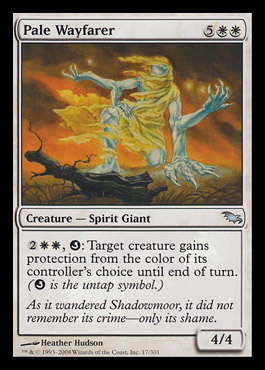 Pale Wayfarer 5
Creature — Spirit Giant
2, : Target creature gains
protection from the color of its
controller's choice until end of turn.
( is the untap symbol.)
As it wandered Shadowmoor, it did not
remember its crime—only its shame.
Heather Hudson
™ & © 1993-2008 Wizards of the Coast, Inc. 17/301
4/4